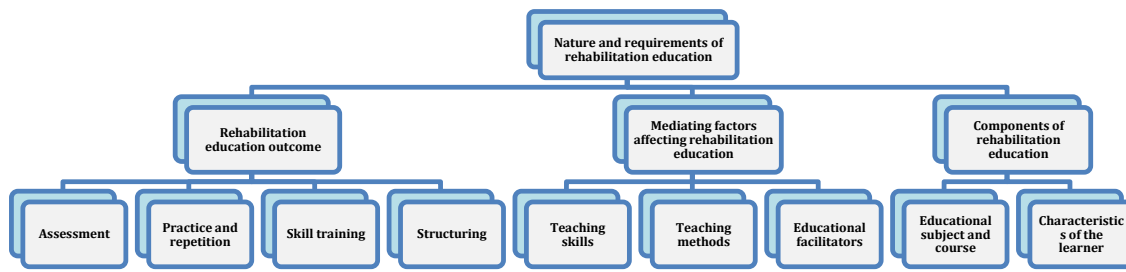 Nature and requirements of
rehabilitation education
Rehabilitation
education outcome
Mediating factors
affecting rehabilitation
education
Components of
rehabilitation
education
Assessment
Practice and
repetition
Skill training
Structuring
Teaching
skills
Teaching
methods
Educational
facilitators
Educational
subject and
course
Characteristic
s of the
learner